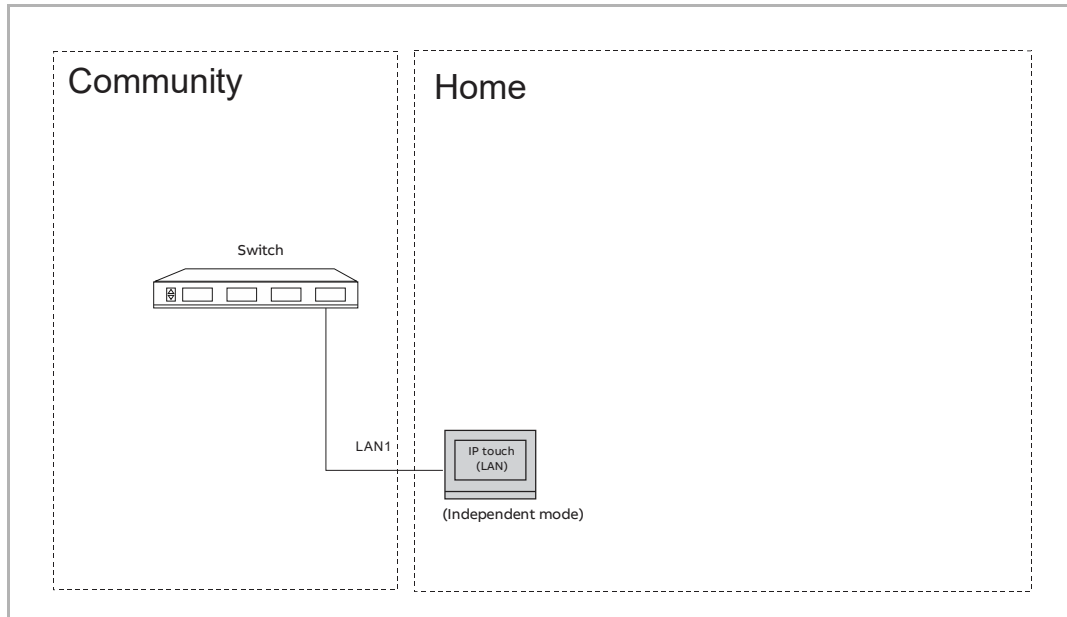 Community
Home
Switch
LAN1
IP touch
(LAN)
(Independent mode)